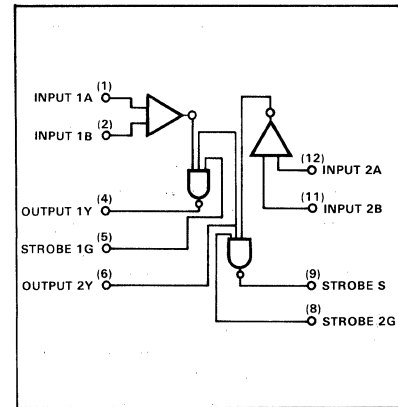 (1)
INPUT 1A
(2)
INPUT 1B
(12)
INPUT 2A
(11)
INPUT 2B
(4)
OUTPUT 1Y
(5)
STROBE 1G
(6)
OUTPUT 2Y
(9)
STROBE S
(8)
STROBE 2G